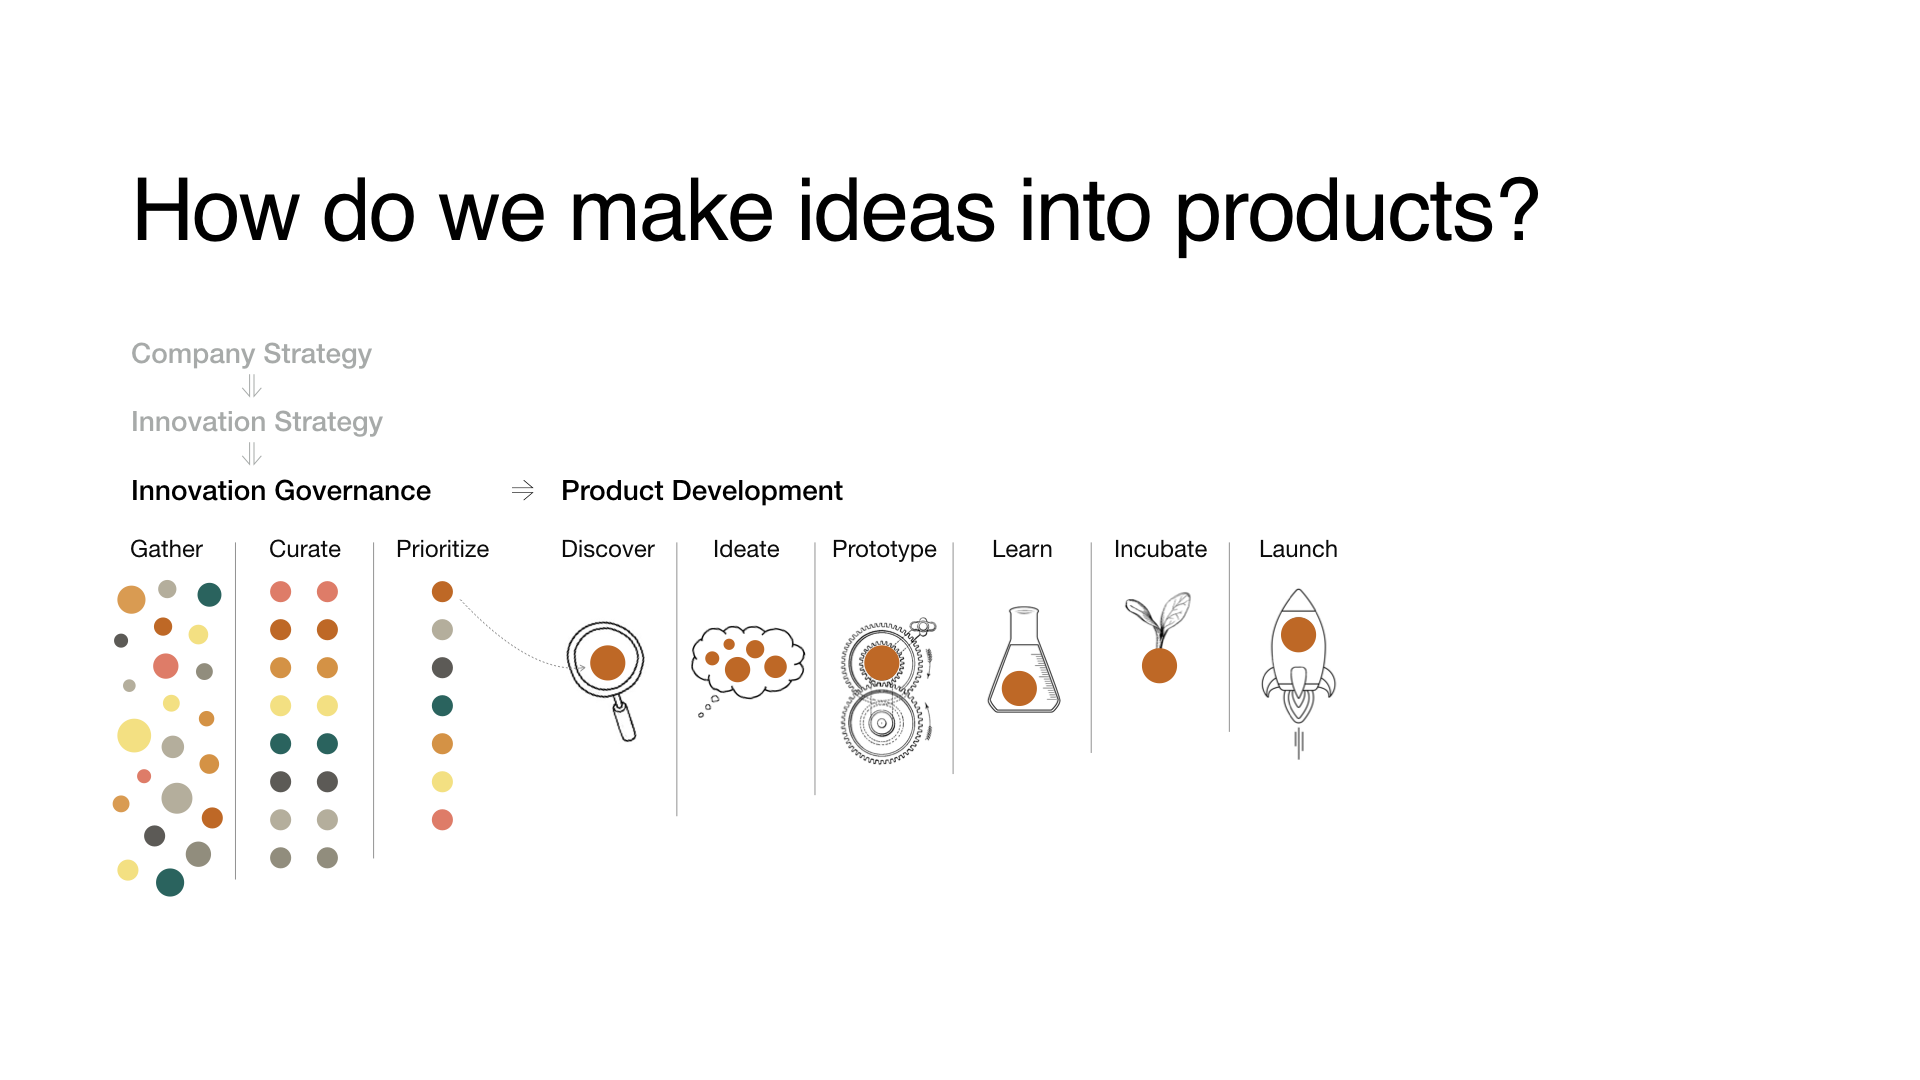 How do we make ideas into products?
Company Strategy
Innovation Strategy
Innovation Governance
Product Development
Gather
Curate
Prioritize
Discover
Ideate
Prototype
Learn
Incubate
Launch